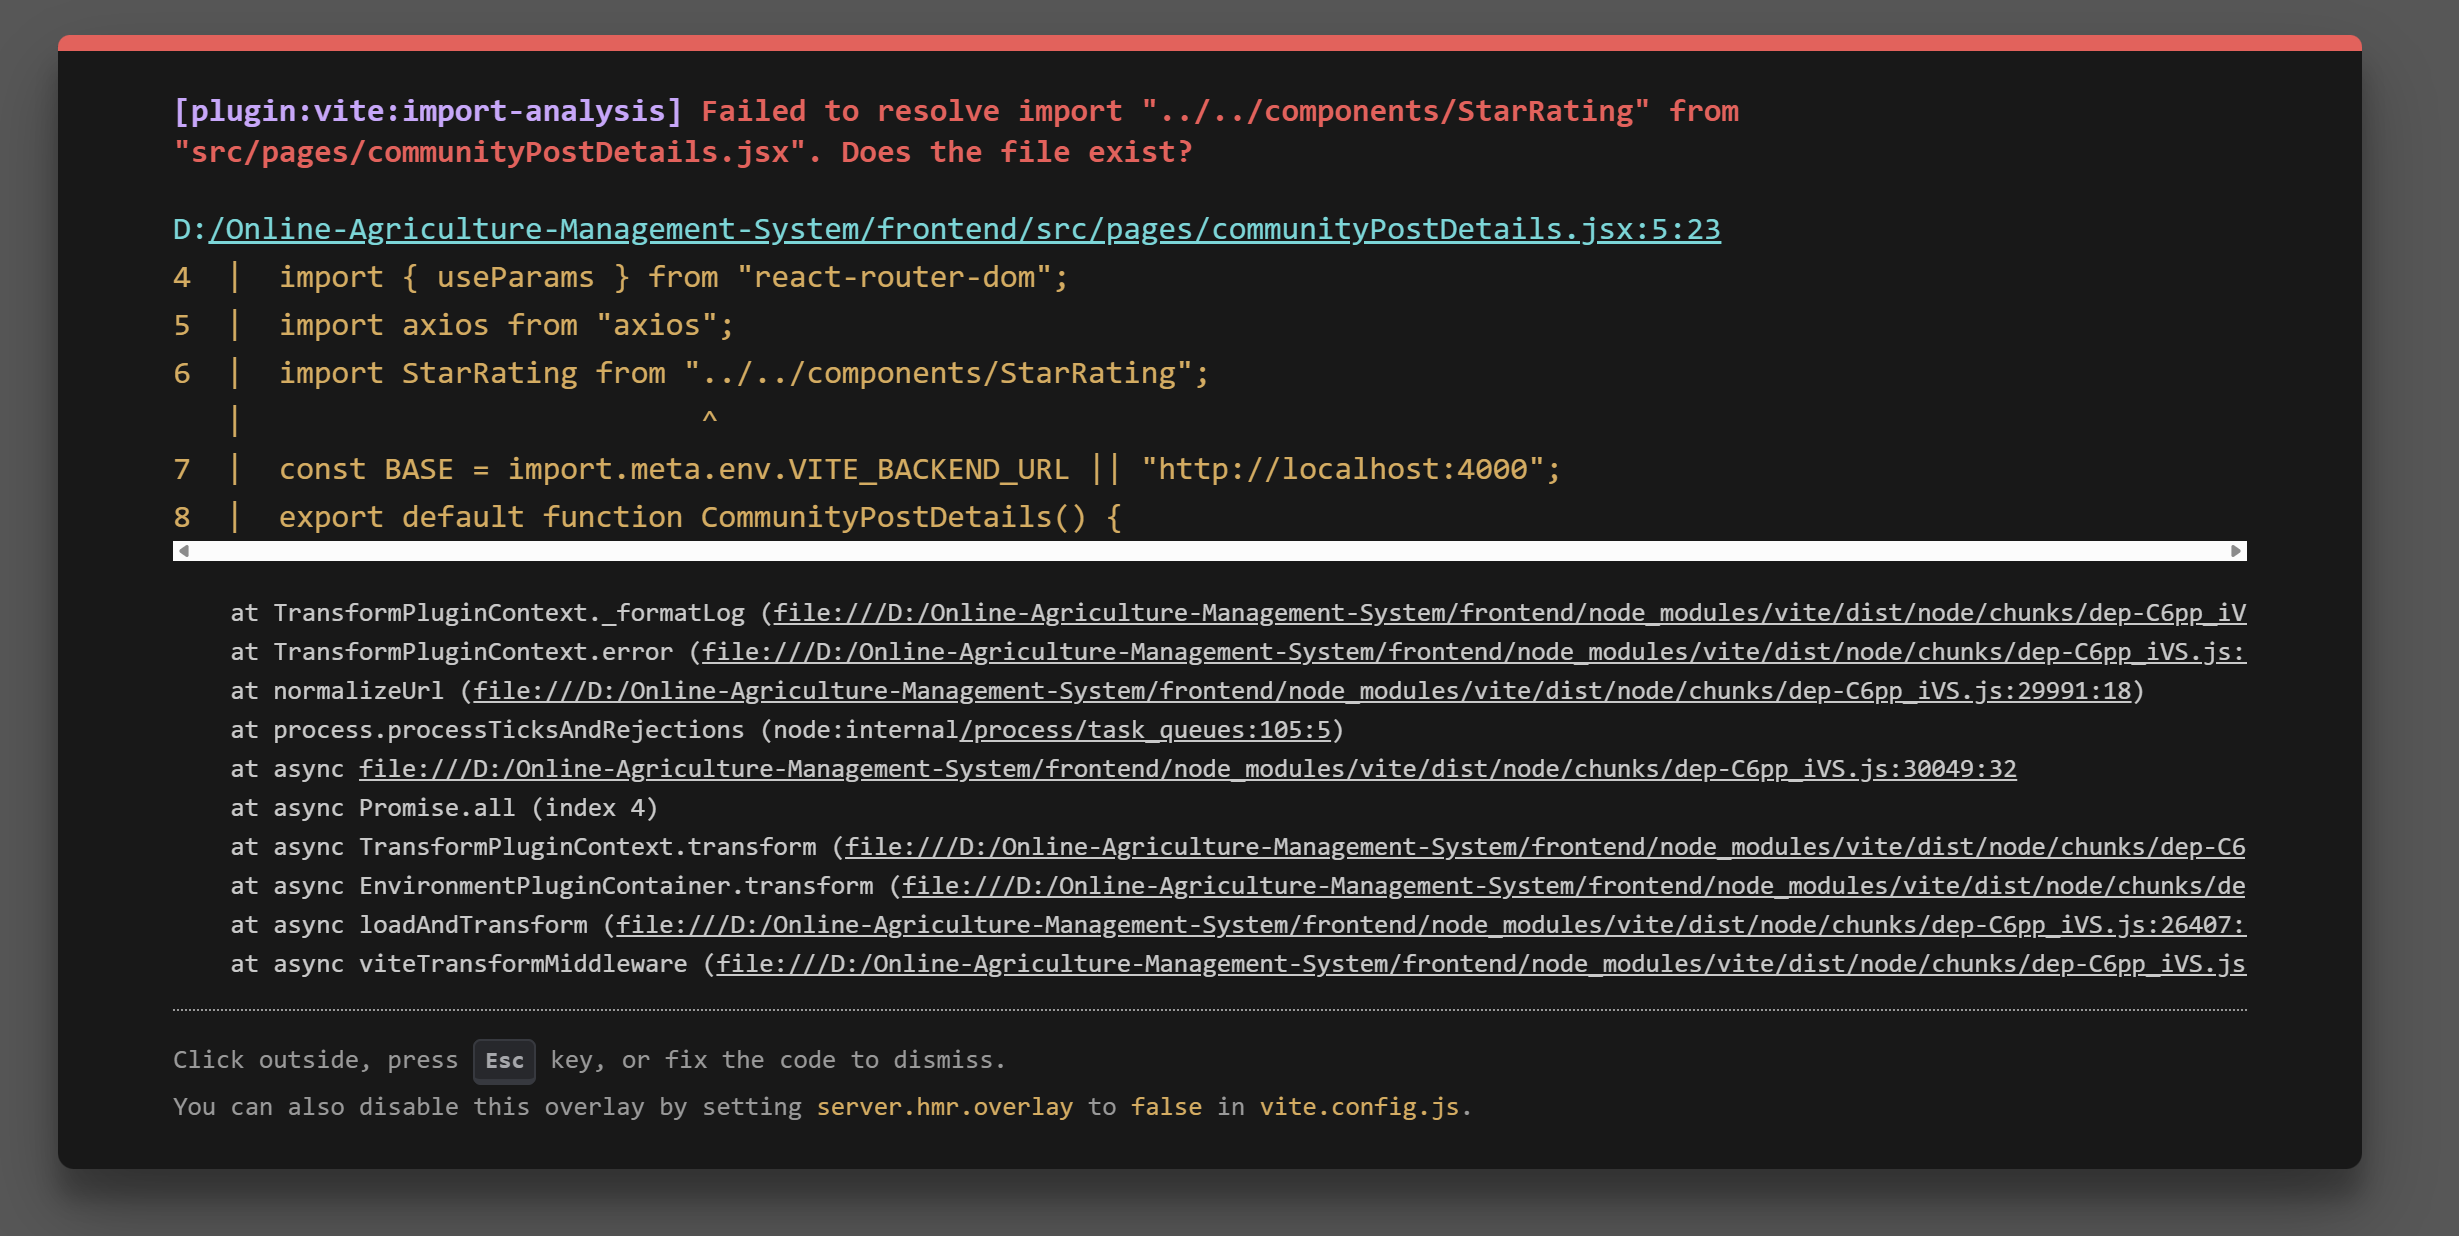 [plugin:vite:import-analysis] Failed to resolve import "../../components/StarRating" from
"src/pages/communityPostDetails.jsx". Does the file exist?
D:/Online-Agriculture-Management-System/frontend/src/pages/communityPostDetails.jsx:5:23
4  |  import { useParams } from "react-router-dom";
5  |  import axios from "axios";
6  |  import StarRating from "../../components/StarRating";
   |                          ^
7  |  const BASE = import.meta.env.VITE_BACKEND_URL || "http://localhost:4000";
8  |  export default function CommunityPostDetails() {
at TransformPluginContext._formatLog (file:///D:/Online-Agriculture-Management-System/frontend/node_modules/vite/dist/node/chunks/dep-C6pp_iV
at TransformPluginContext.error (file:///D:/Online-Agriculture-Management-System/frontend/node_modules/vite/dist/node/chunks/dep-C6pp_iVS.js:
at normalizeUrl (file:///D:/Online-Agriculture-Management-System/frontend/node_modules/vite/dist/node/chunks/dep-C6pp_iVS.js:29991:18)
at process.processTicksAndRejections (node:internal/process/task_queues:105:5)
at async file:///D:/Online-Agriculture-Management-System/frontend/node_modules/vite/dist/node/chunks/dep-C6pp_iVS.js:30049:32
at async Promise.all (index 4)
at async TransformPluginContext.transform (file:///D:/Online-Agriculture-Management-System/frontend/node_modules/vite/dist/node/chunks/dep-C6
at async EnvironmentPluginContainer.transform (file:///D:/Online-Agriculture-Management-System/frontend/node_modules/vite/dist/node/chunks/de
at async loadAndTransform (file:///D:/Online-Agriculture-Management-System/frontend/node_modules/vite/dist/node/chunks/dep-C6pp_iVS.js:26407:
at async viteTransformMiddleware (file:///D:/Online-Agriculture-Management-System/frontend/node_modules/vite/dist/node/chunks/dep-C6pp_iVS.js
Click outside, press Esc key, or fix the code to dismiss.
You can also disable this overlay by setting server.hmr.overlay to false in vite.config.js.